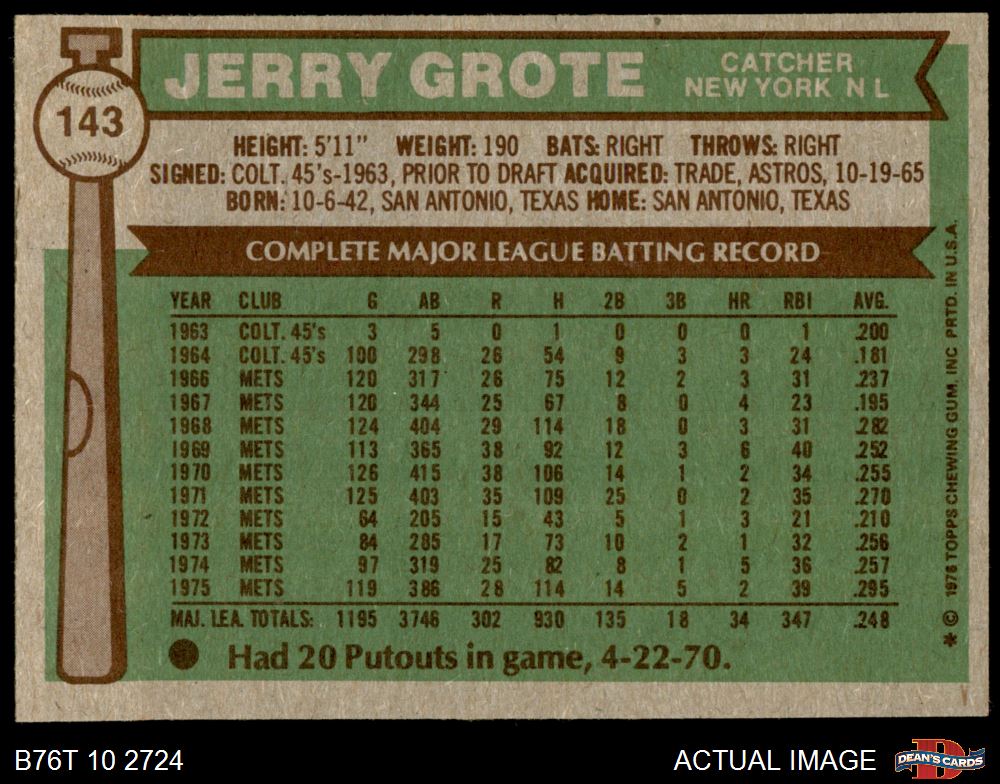 143
JERRY GROTE
CATCHER
NEW YORK N L
HEIGHT: 5'11" WEIGHT: 190 BATS: RIGHT THROWS: RIGHT
SIGNED: COLT. 45's-1963, PRIOR TO DRAFT ACQUIRED: TRADE, ASTROS, 10-19-65
BORN: 10-6-42, SAN ANTONIO, TEXAS HOME: SAN ANTONIO, TEXAS
COMPLETE MAJOR LEAGUE BATTING RECORD
YEAR CLUB G AB R H 2B 3B HR RBI AVG.
1963 COLT. 45's 3 5 0 1 0 0 0 1 .200
1964 COLT. 45's 100 298 26 54 9 3 3 24 .181
1966 METS 120 317 26 75 12 2 3 31 .237
1967 METS 120 344 25 67 8 0 4 23 .195
1968 METS 124 404 29 114 18 0 3 31 .282
1969 METS 113 365 38 92 12 3 6 40 .252
1970 METS 126 415 38 106 14 1 2 34 .255
1971 METS 125 403 35 109 25 0 2 35 .270
1972 METS 64 205 15 43 5 1 3 21 .210
1973 METS 84 285 17 73 10 2 1 32 .256
1974 METS 97 319 25 82 8 1 5 36 .257
1975 METS 119 386 28 114 14 5 2 39 .295
MAJ. LEA. TOTALS: 1195 3746 302 930 135 18 34 347 .248
Had 20 Putouts in game, 4-22-70.
* © 1976 TOPPS CHEWING GUM, INC PRTD. IN U.S.A.
B76T 10 2724
ACTUAL IMAGE
DEAN'S CARDS